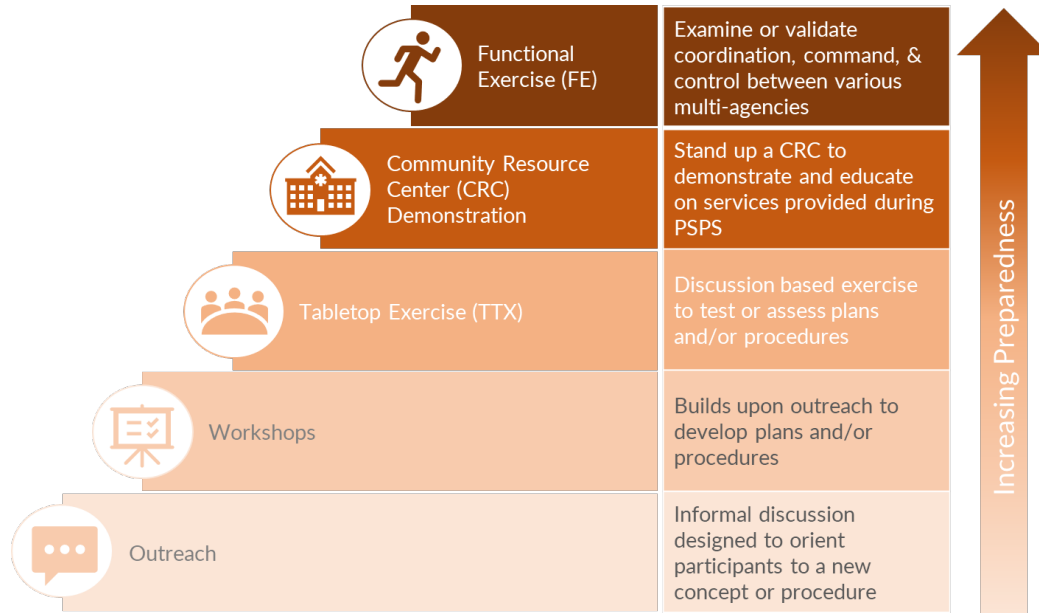 Functional
Exercise (FE)
Examine or validate
coordination, command, &
control between various
multi-agencies
Community Resource
Center (CRC)
Demonstration
Stand up a CRC to
demonstrate and educate
on services provided during
PSPS
Tabletop Exercise (TTX)
Discussion based exercise
to test or assess plans
and/or procedures
Workshops
Builds upon outreach to
develop plans and/or
procedures
Outreach
Informal discussion
designed to orient
participants to a new
concept or procedure
Increasing Preparedness